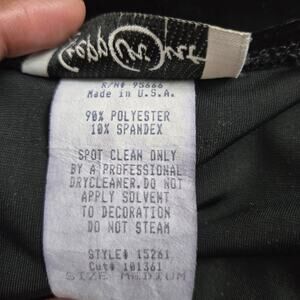 R/N# 95666
Made in U.S.A.
90% POLYESTER
10% SPANDEX
SPOT CLEAN ONLY
BY A PROFESSIONAL
DRYCLEANER.DO NOT
APPLY SOLVENT
TO DECORATION
DO NOT STEAM
STYLE# 15261
Cut# 101361
SIZE MEDIUM